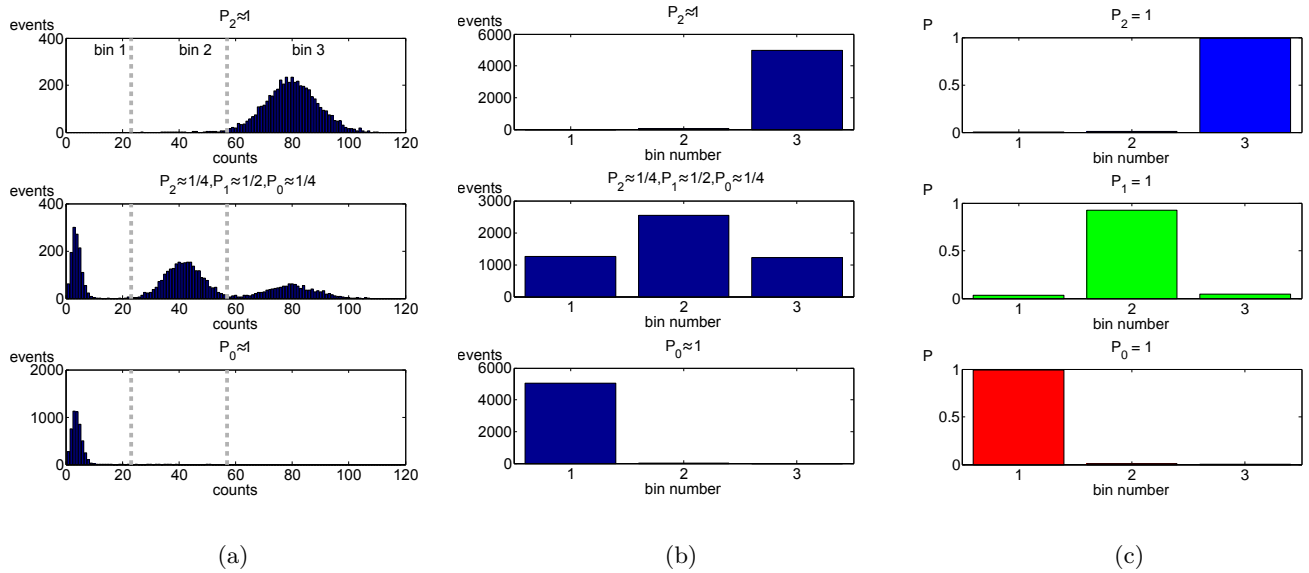 events
P₂≈1
400
200
0
bin 1
bin 2
bin 3
0 20 40 60 80 100 120
counts
events
P₂≈1/4,P₁≈1/2,P₀≈1/4
400
200
0
0 20 40 60 80 100 120
counts
events
P₀≈1
2000
1000
0
0 20 40 60 80 100 120
counts
(a)
events
P₂≈1
6000
4000
2000
0
1 2 3
bin number
events
P₂≈1/4,P₁≈1/2,P₀≈1/4
3000
2000
1000
0
1 2 3
bin number
events
P₀≈1
6000
4000
2000
0
1 2 3
bin number
(b)
P
P₂ = 1
1
0.5
0
1 2 3
bin number
P
P₁ = 1
1
0.5
0
1 2 3
bin number
P
P₀ = 1
1
0.5
0
1 2 3
bin number
(c)